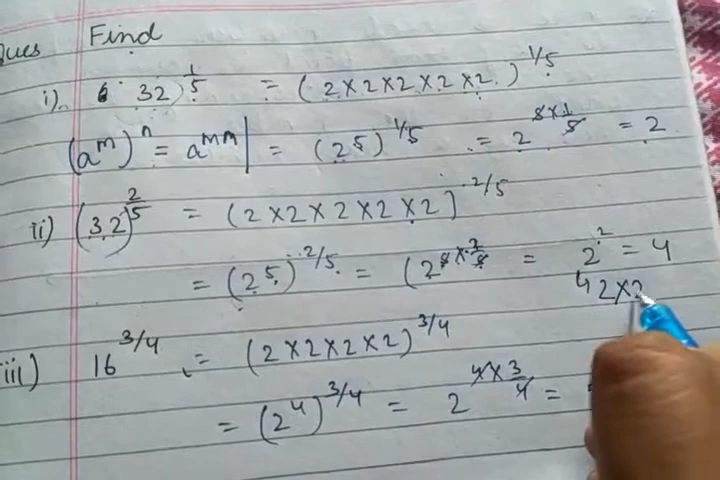 Ques Find
i). 32)^{1/5} = (2×2×2×2×2)^{1/5}
(a^m)^n = a^{mn} | = (2^5)^{1/5} = 2^{5×1/5} = 2
ii) (32)^{2/5} = (2×2×2×2×2)^{2/5}
= (2^5)^{2/5} = (2^{5×2/5} = 2^2 = 4
2×2
iii) 16^{3/4} = (2×2×2×2)^{3/4}
= (2^4)^{3/4} = 2^{4×3/4} =